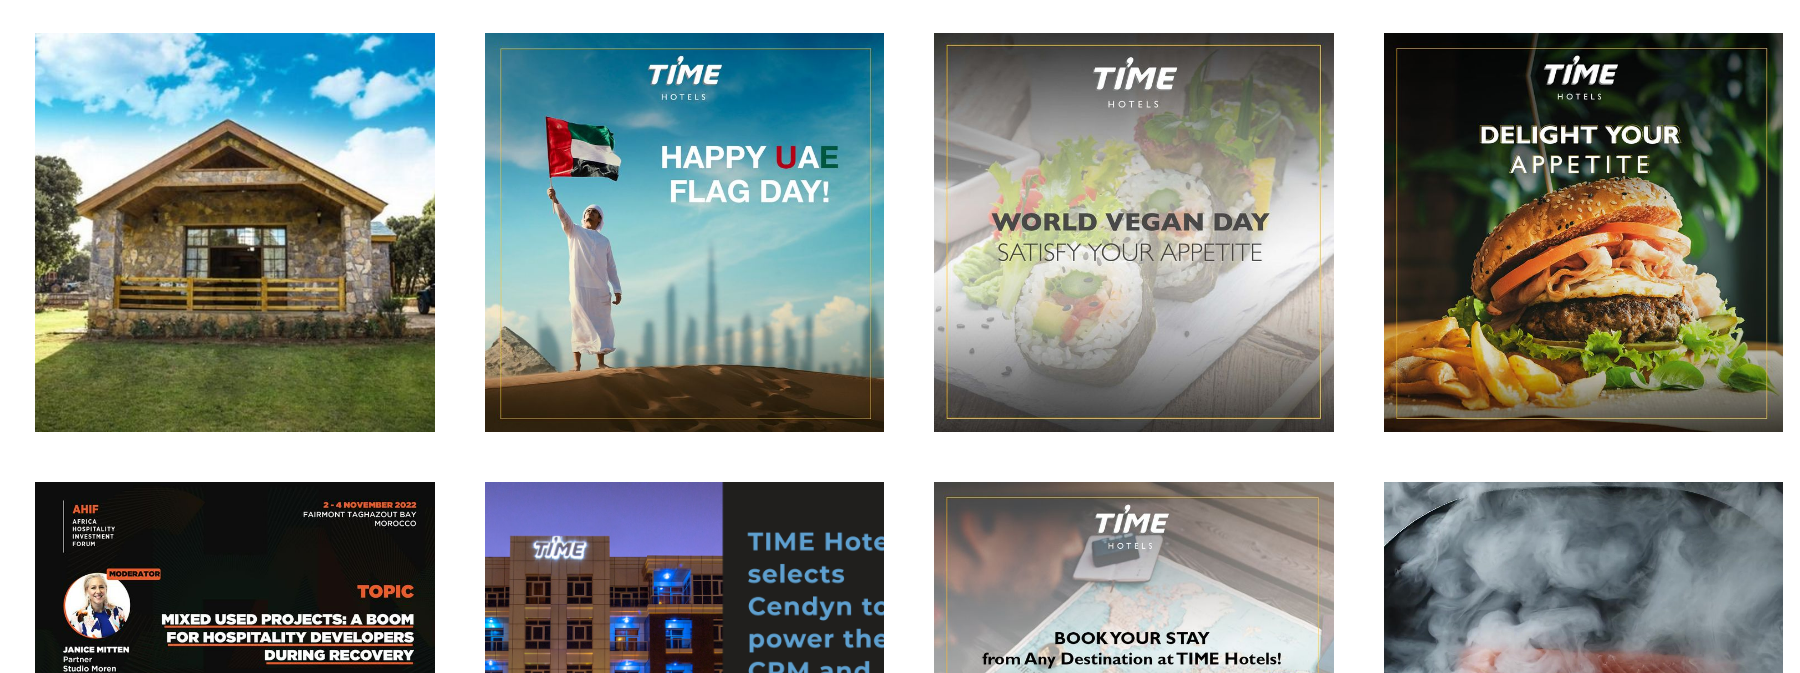 TIME
HOTELS
HAPPY UAE
FLAG DAY!
TIME
HOTELS
WORLD VEGAN DAY
SATISFY YOUR APPETITE
TIME
HOTELS
DELIGHT YOUR
APPETITE
AHIF
AFRICA
HOSPITALITY
INVESTMENT
FORUM
2 - 4 NOVEMBER 2022
FAIRMONT TAGHAZOUT BAY
MOROCCO
MODERATOR
TOPIC
MIXED USED PROJECTS: A BOOM
FOR HOSPITALITY DEVELOPERS
DURING RECOVERY
JANICE MITTEN
Partner
Studio Moren
TIME
TIME Hote
selects
Cendyn to
power the
CRM and
TIME
HOTELS
BOOK YOUR STAY
from Any Destination at TIME Hotels!